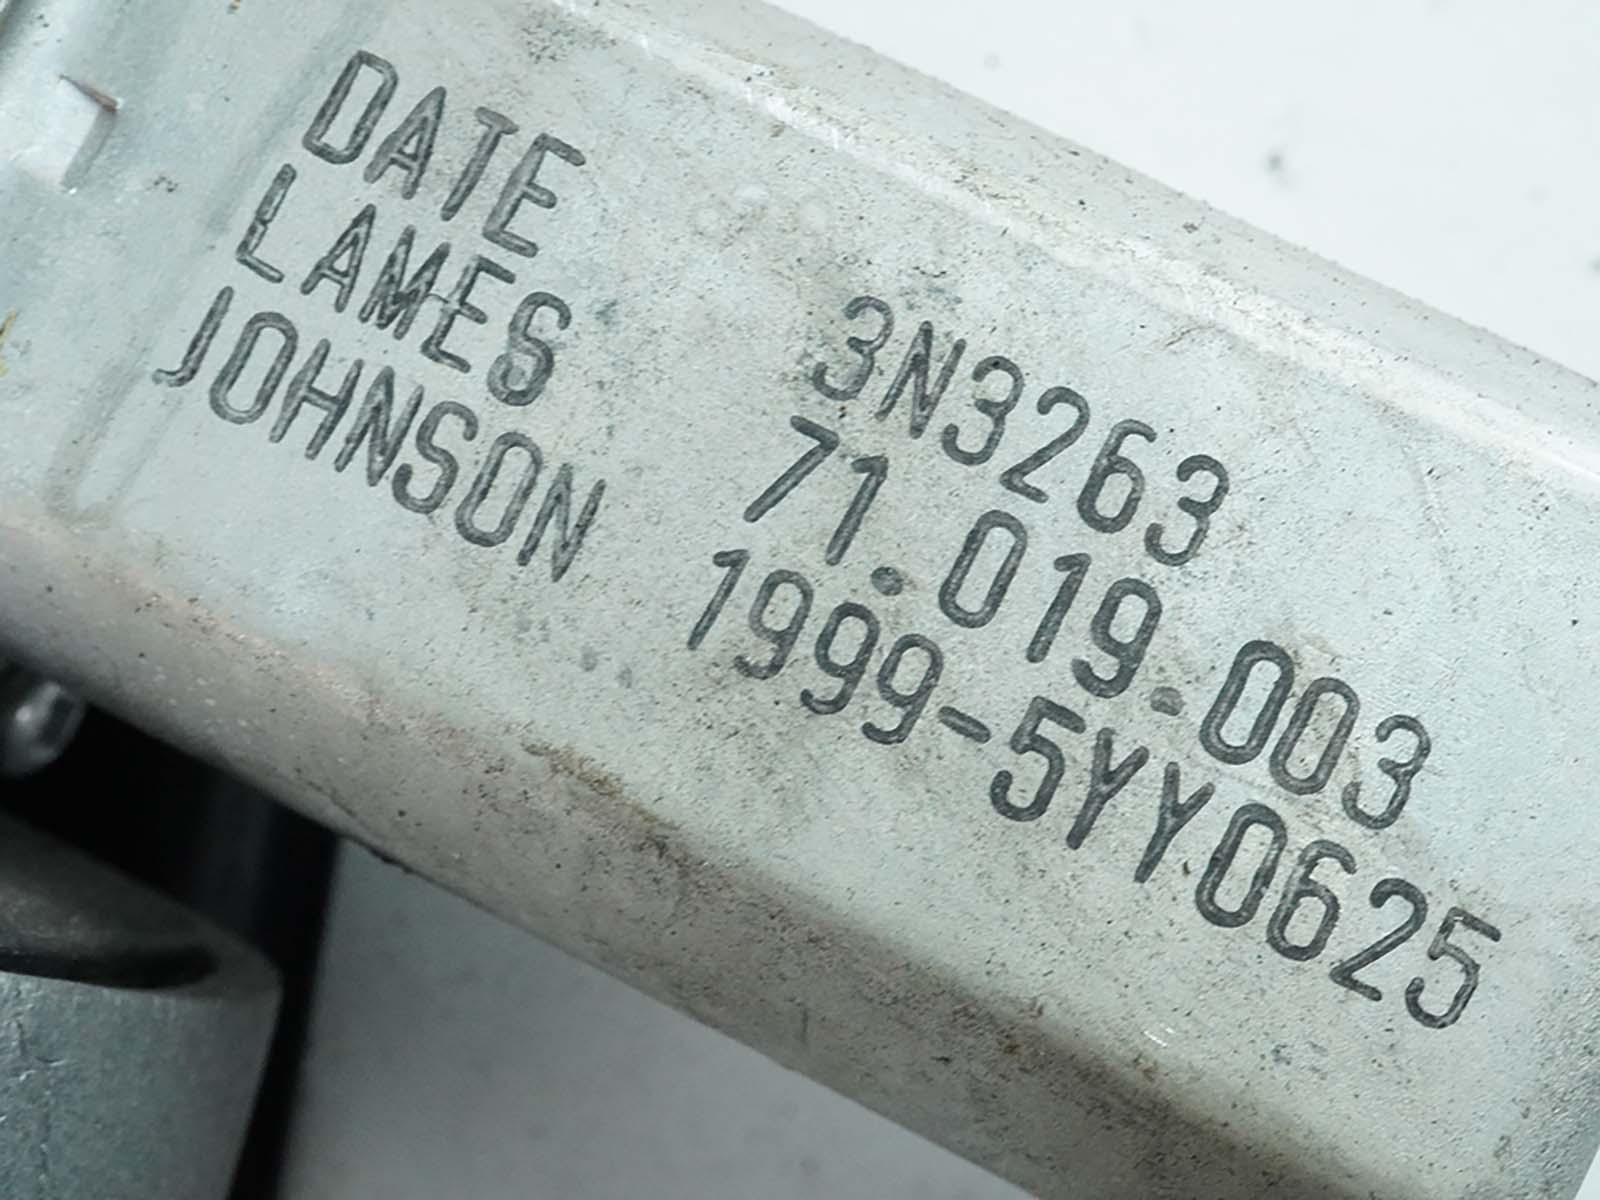 DATE 3N3263
LAMES 71.019.003
JOHNSON 1999-5YY0625